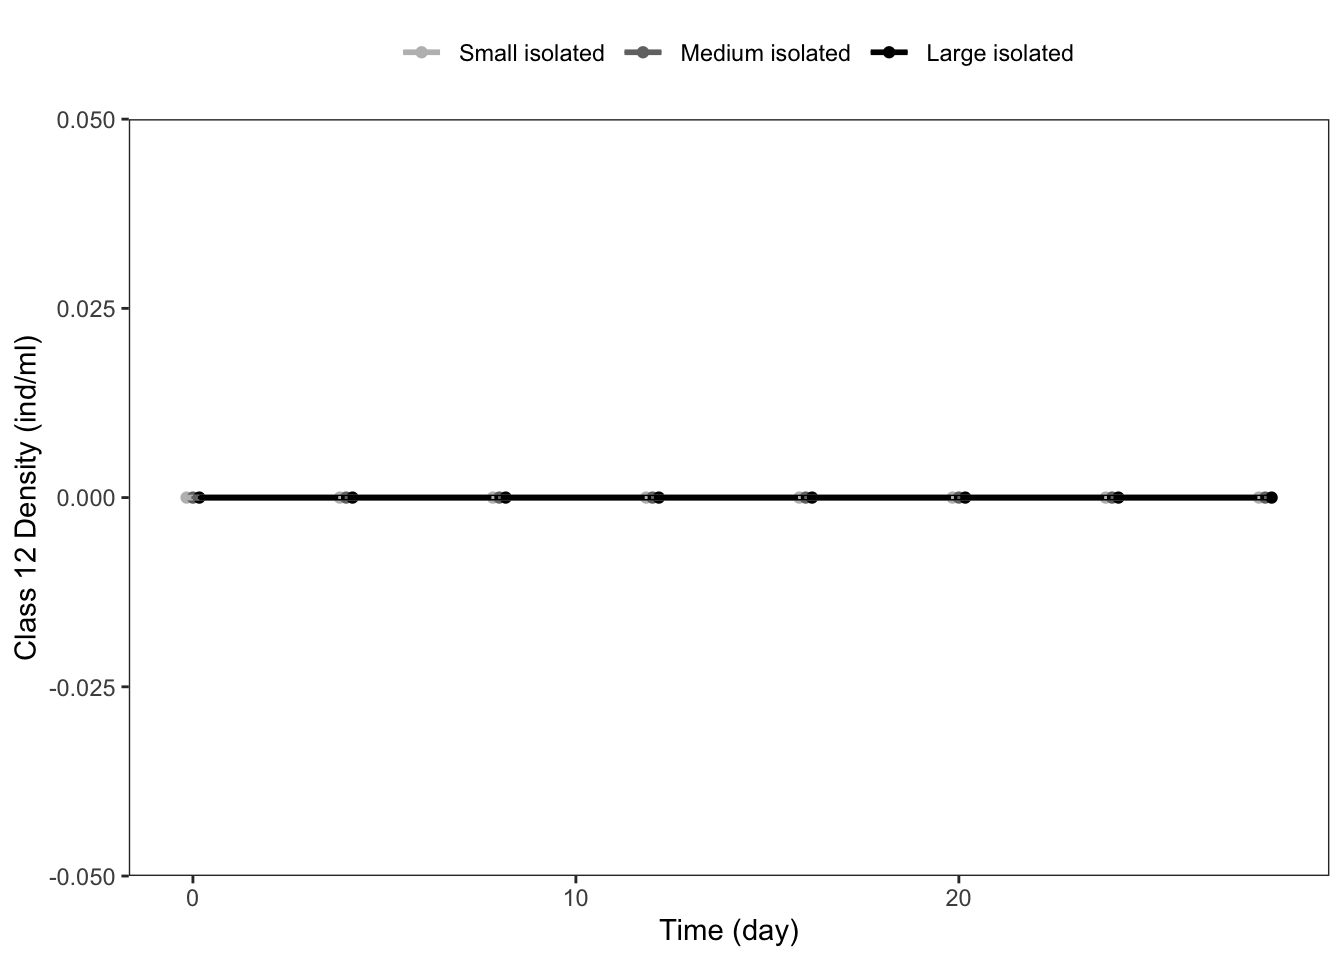 Small isolated Medium isolated Large isolated
0.050
0.025
0.000
-0.025
-0.050
Class 12 Density (ind/ml)
0 10 20
Time (day)